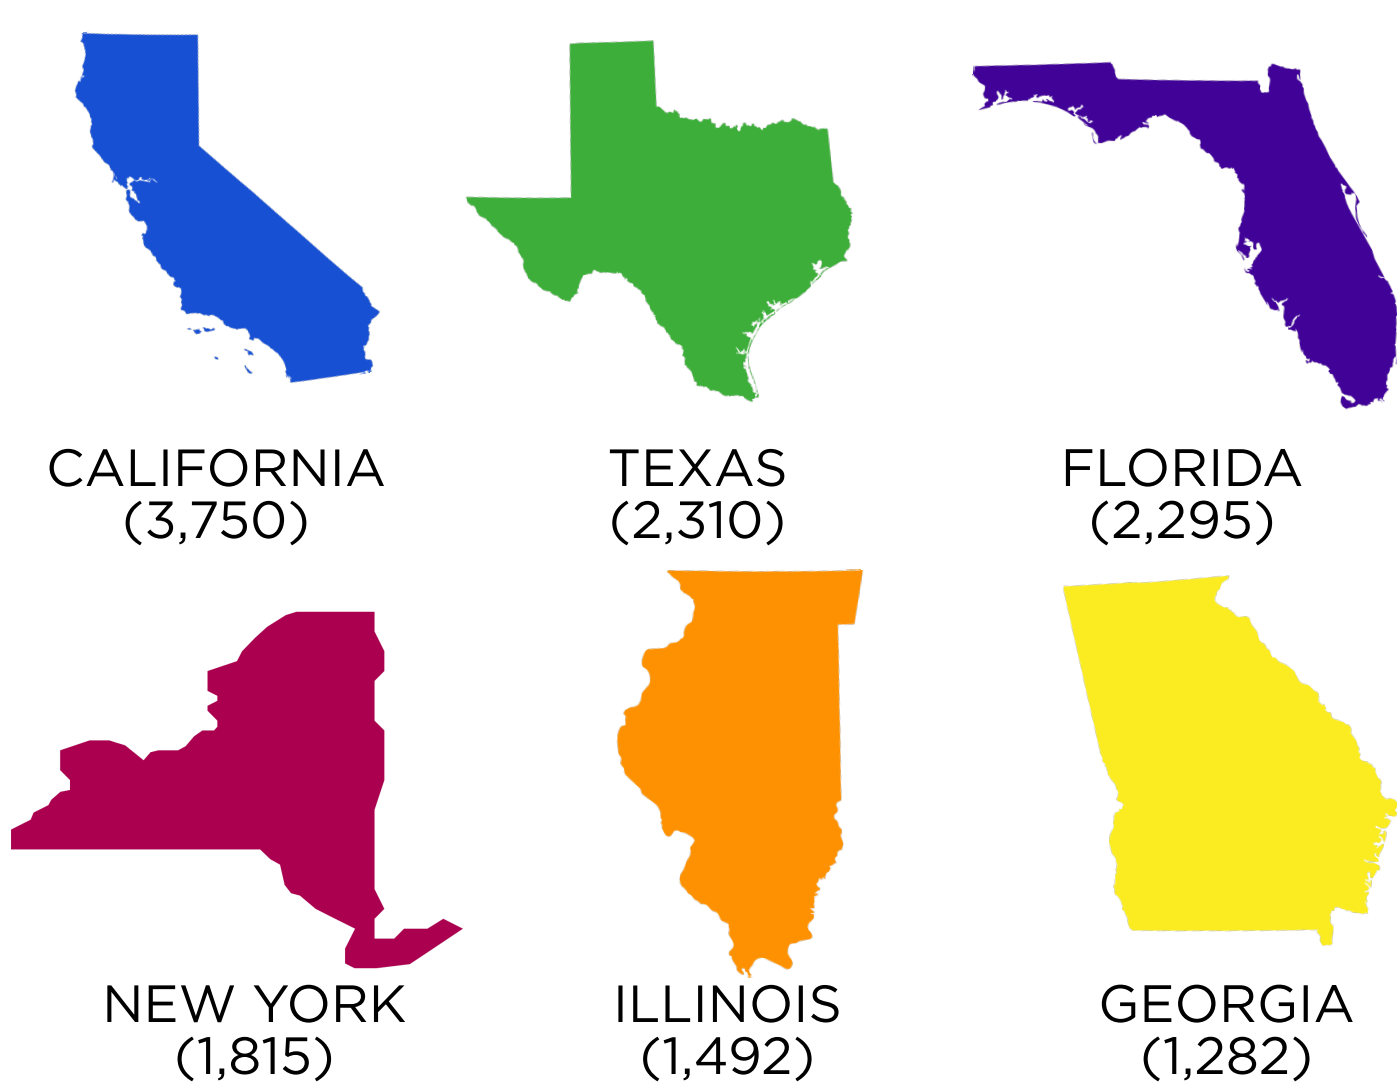 CALIFORNIA
(3,750)
TEXAS
(2,310)
FLORIDA
(2,295)
NEW YORK
(1,815)
ILLINOIS
(1,492)
GEORGIA
(1,282)